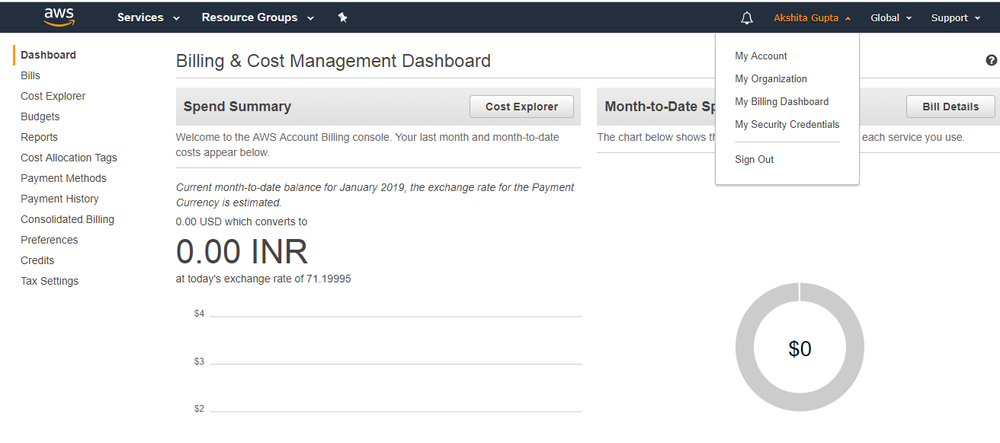 aws
Services
Resource Groups
Akshita Gupta
Global
Support
My Account
My Organization
My Billing Dashboard
My Security Credentials
Sign Out
Dashboard
Bills
Cost Explorer
Budgets
Reports
Cost Allocation Tags
Payment Methods
Payment History
Consolidated Billing
Preferences
Credits
Tax Settings
Billing & Cost Management Dashboard
?
Spend Summary
Cost Explorer
Welcome to the AWS Account Billing console. Your last month and month-to-date
costs appear below.
Current month-to-date balance for January 2019, the exchange rate for the Payment
Currency is estimated.
0.00 USD which converts to
0.00 INR
at today's exchange rate of 71.19995
$4
$3
$2
Month-to-Date Sp
Bill Details
The chart below shows th each service you use.
$0